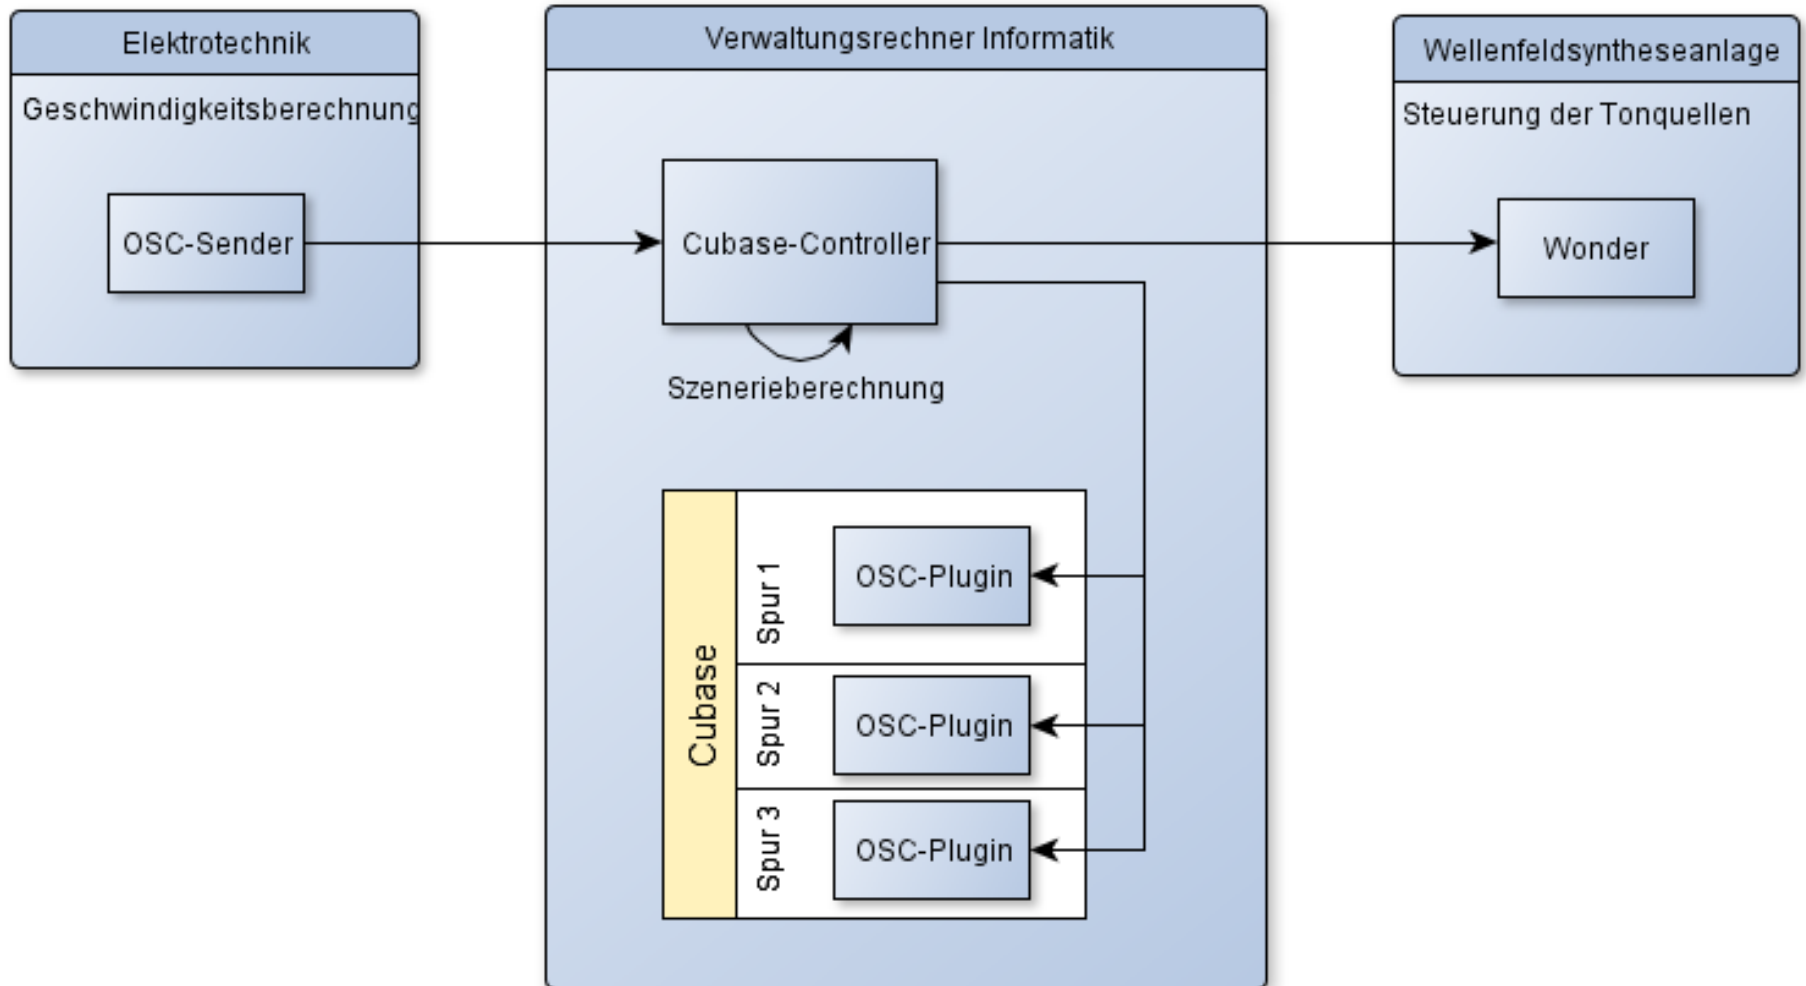 Elektrotechnik
Geschwindigkeitsberechnung
OSC-Sender
Verwaltungsrechner Informatik
Cubase-Controller
Szenerieberechnung
Cubase
Spur 1
OSC-Plugin
Spur 2
OSC-Plugin
Spur 3
OSC-Plugin
Wellenfeldsyntheseanlage
Steuerung der Tonquellen
Wonder